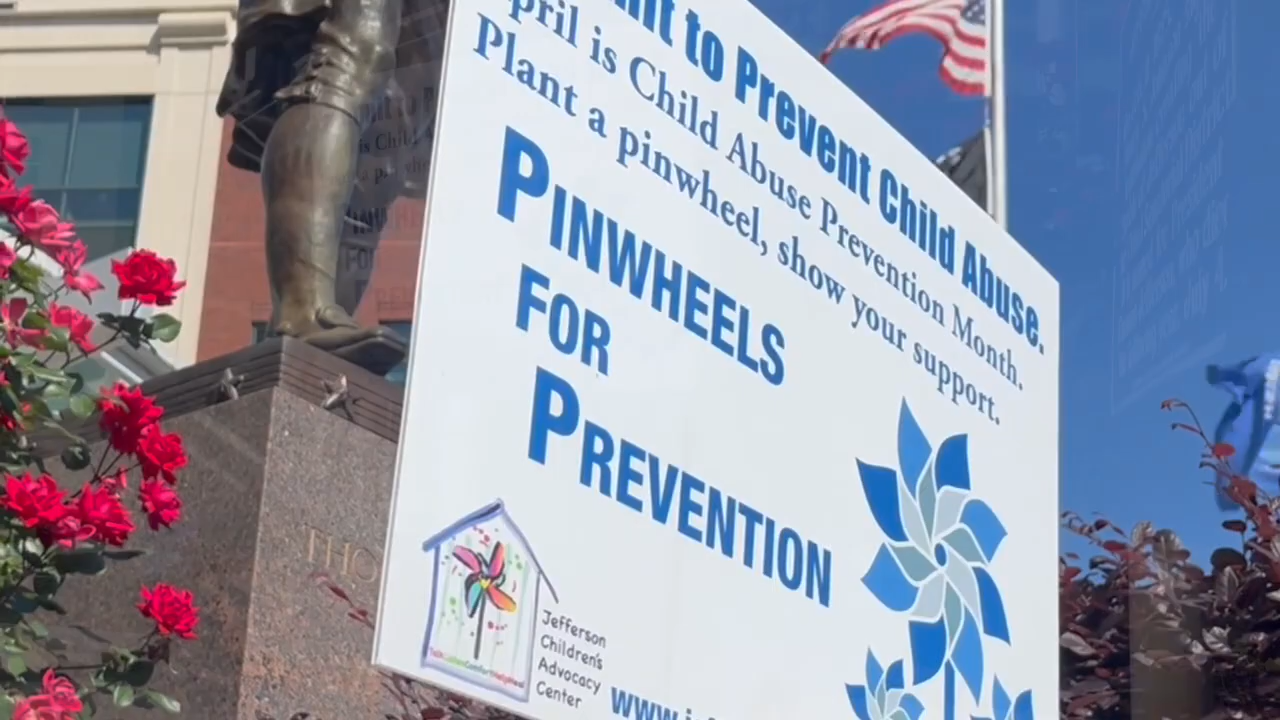 to Prevent Child Abuse.
is Child Abuse Prevention Month.
Plant a pinwheel, show your support.
PINWHEELS
FOR
PREVENTION
Jefferson
Children's
Advocacy
Center
THO